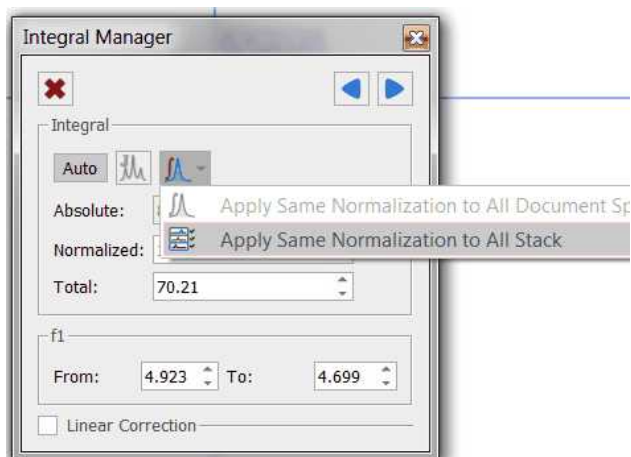 Integral Manager
Integral
Auto
Apply Same Normalization to All Document Sp
Absolute:
Apply Same Normalization to All Stack
Normalized:
Total: 70.21
f1
From: 4.923 To: 4.699
Linear Correction